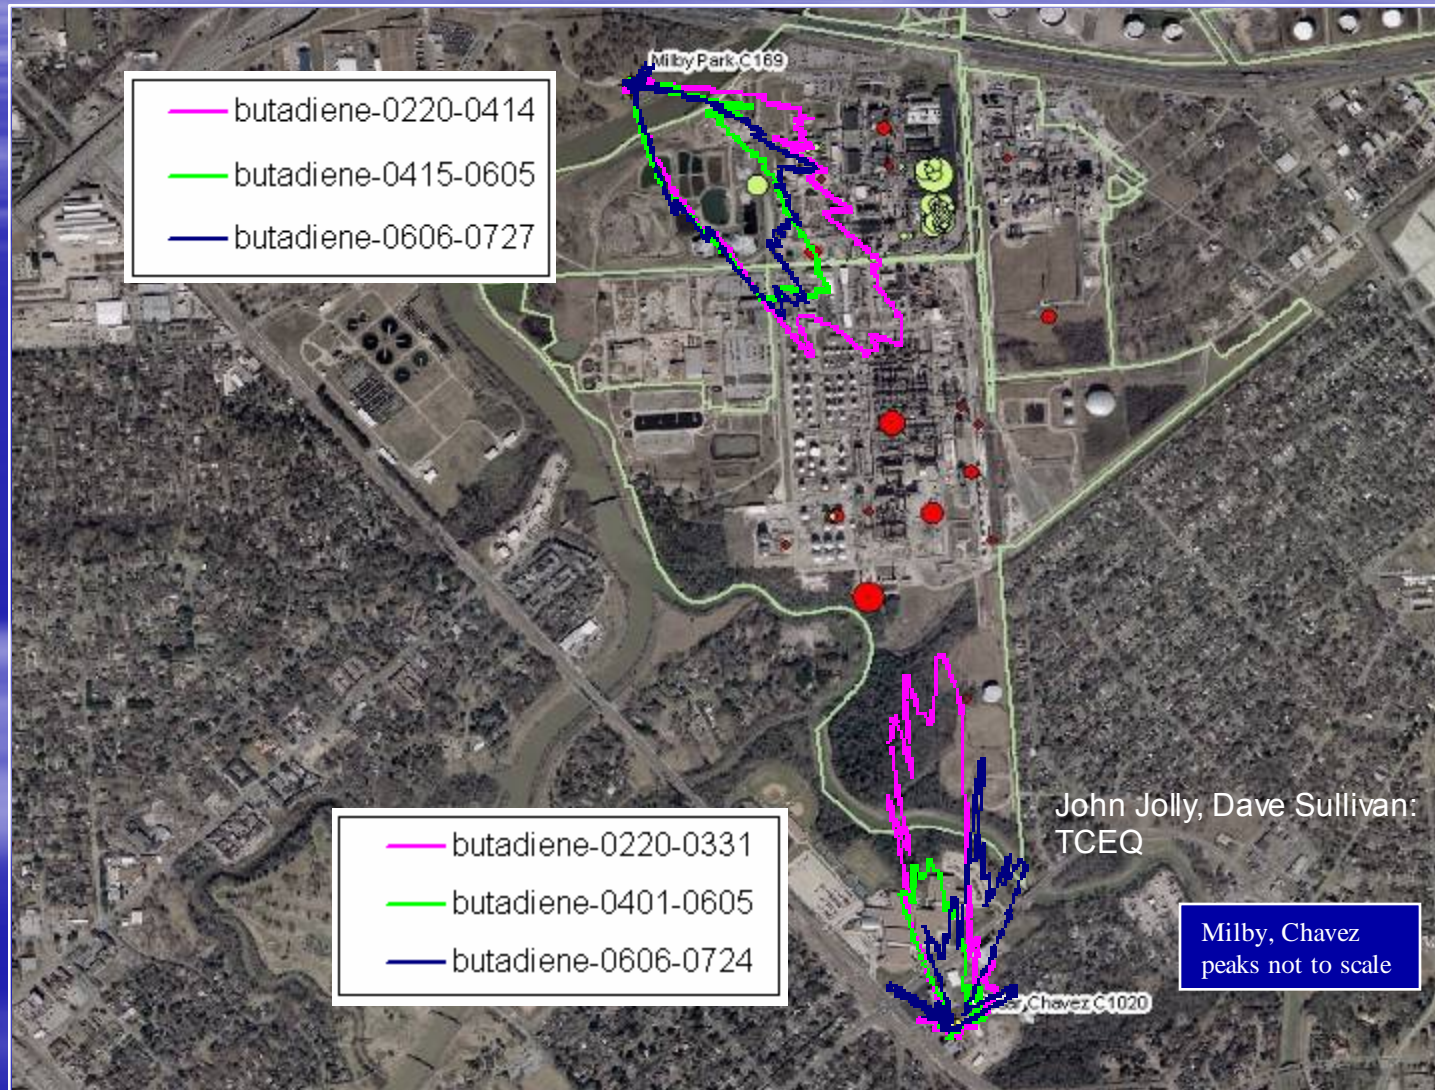 Milby Park C169
butadiene-0220-0414
butadiene-0415-0605
butadiene-0606-0727
John Jolly, Dave Sullivan:
TCEQ
butadiene-0220-0331
butadiene-0401-0605
butadiene-0606-0724
Milby, Chavez
peaks not to scale
Chavez C1020